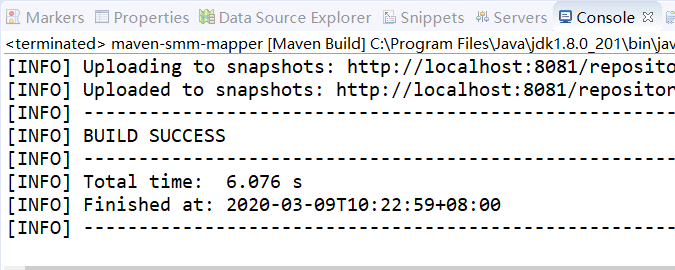 Markers Properties Data Source Explorer Snippets Servers Console
<terminated> maven-smm-mapper [Maven Build] C:\Program Files\Java\jdk1.8.0_201\bin\jav
[INFO] Uploading to snapshots: http://localhost:8081/reposito
[INFO] Uploaded to snapshots: http://localhost:8081/repositor
[INFO] ------------------------------------------------------
[INFO] BUILD SUCCESS
[INFO] ------------------------------------------------------
[INFO] Total time:  6.076 s
[INFO] Finished at: 2020-03-09T10:22:59+08:00
[INFO] ------------------------------------------------------